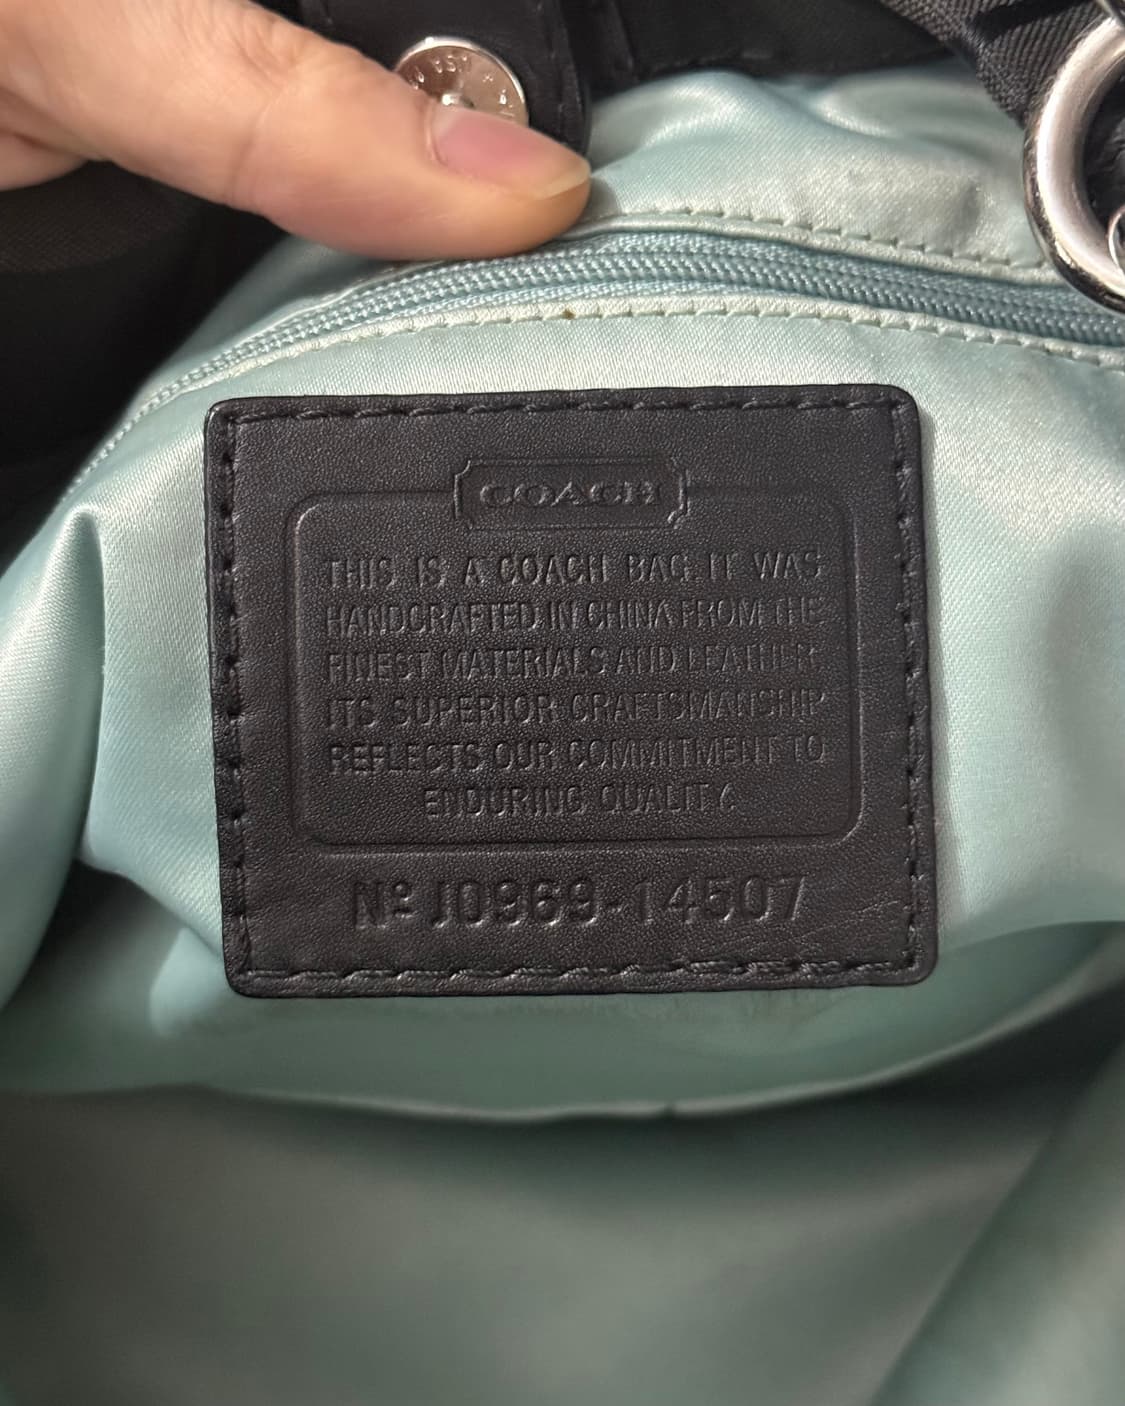 COACH
THIS IS A COACH BAG. IT WAS
HANDCRAFTED IN CHINA FROM THE
FINEST MATERIALS AND LEATHER.
ITS SUPERIOR CRAFTSMANSHIP
REFLECTS OUR COMMITMENT TO
ENDURING QUALITY.
Nº J0969-14507